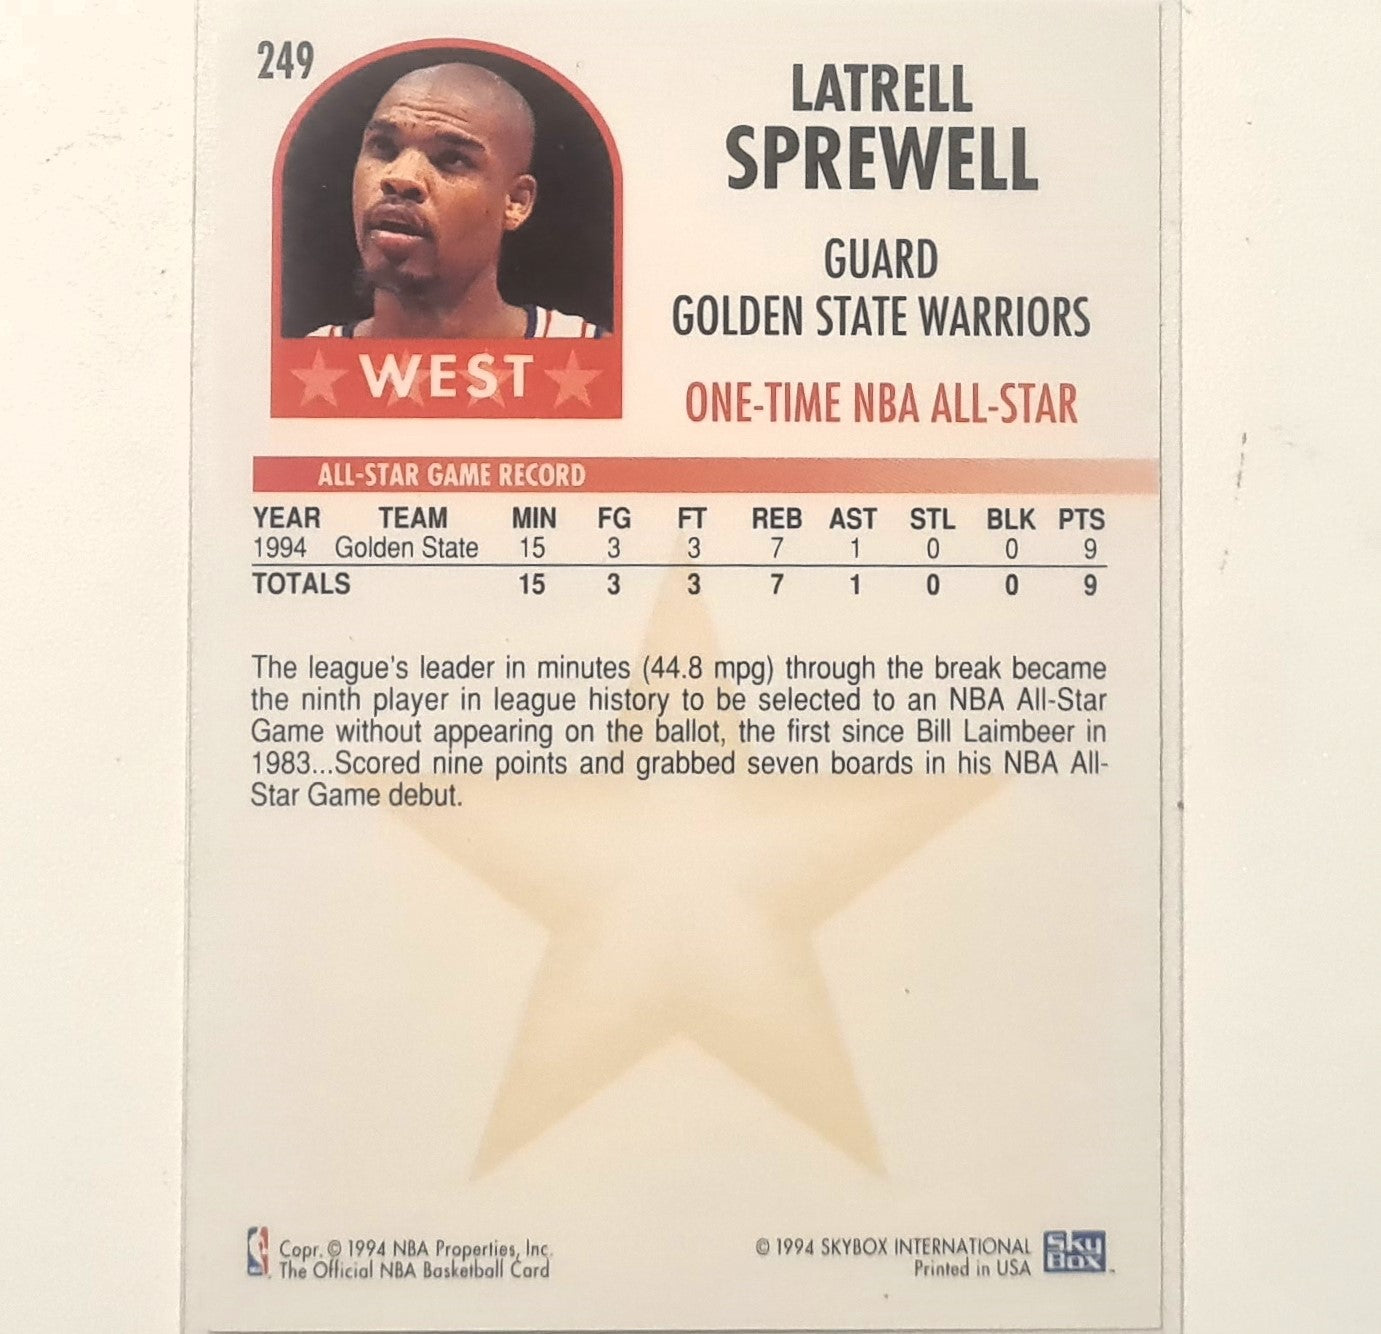 249
LATRELL
SPREWELL
GUARD
GOLDEN STATE WARRIORS
ONE-TIME NBA ALL-STAR
WEST
ALL-STAR GAME RECORD
YEAR TEAM MIN FG FT REB AST STL BLK PTS
1994 Golden State 15 3 3 7 1 0 0 9
TOTALS 15 3 3 7 1 0 0 9
The league's leader in minutes (44.8 mpg) through the break became
the ninth player in league history to be selected to an NBA All-Star
Game without appearing on the ballot, the first since Bill Laimbeer in
1983...Scored nine points and grabbed seven boards in his NBA All-
Star Game debut.
Copr. © 1994 NBA Properties, Inc.
The Official NBA Basketball Card
© 1994 SKYBOX INTERNATIONAL
Printed in USA
SkyBox